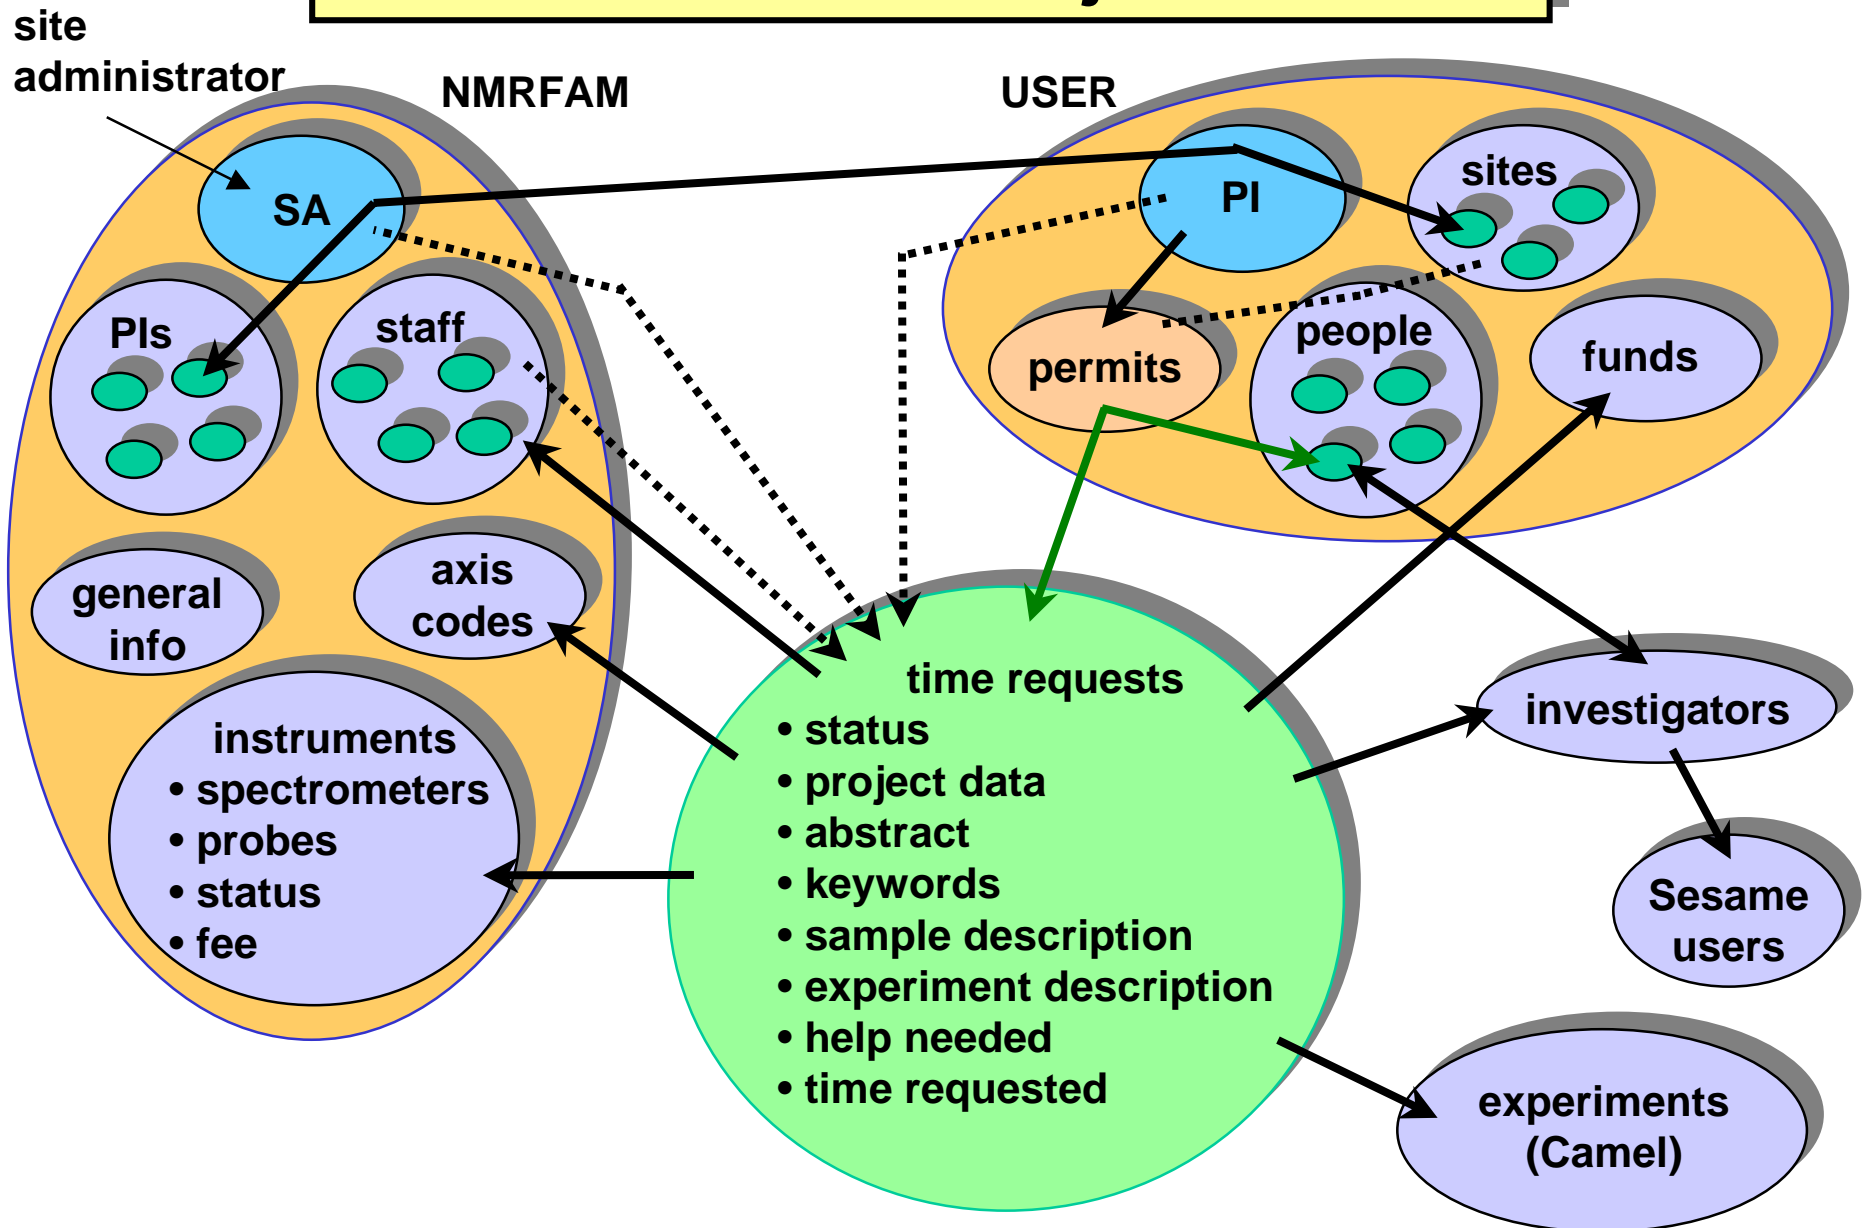 site
administrator
NMRFAM
USER
SA
PI
sites
PIs
staff
permits
people
funds
general
info
axis
codes
instruments
• spectrometers
• probes
• status
• fee
time requests
• status
• project data
• abstract
• keywords
• sample description
• experiment description
• help needed
• time requested
investigators
Sesame
users
experiments
(Camel)